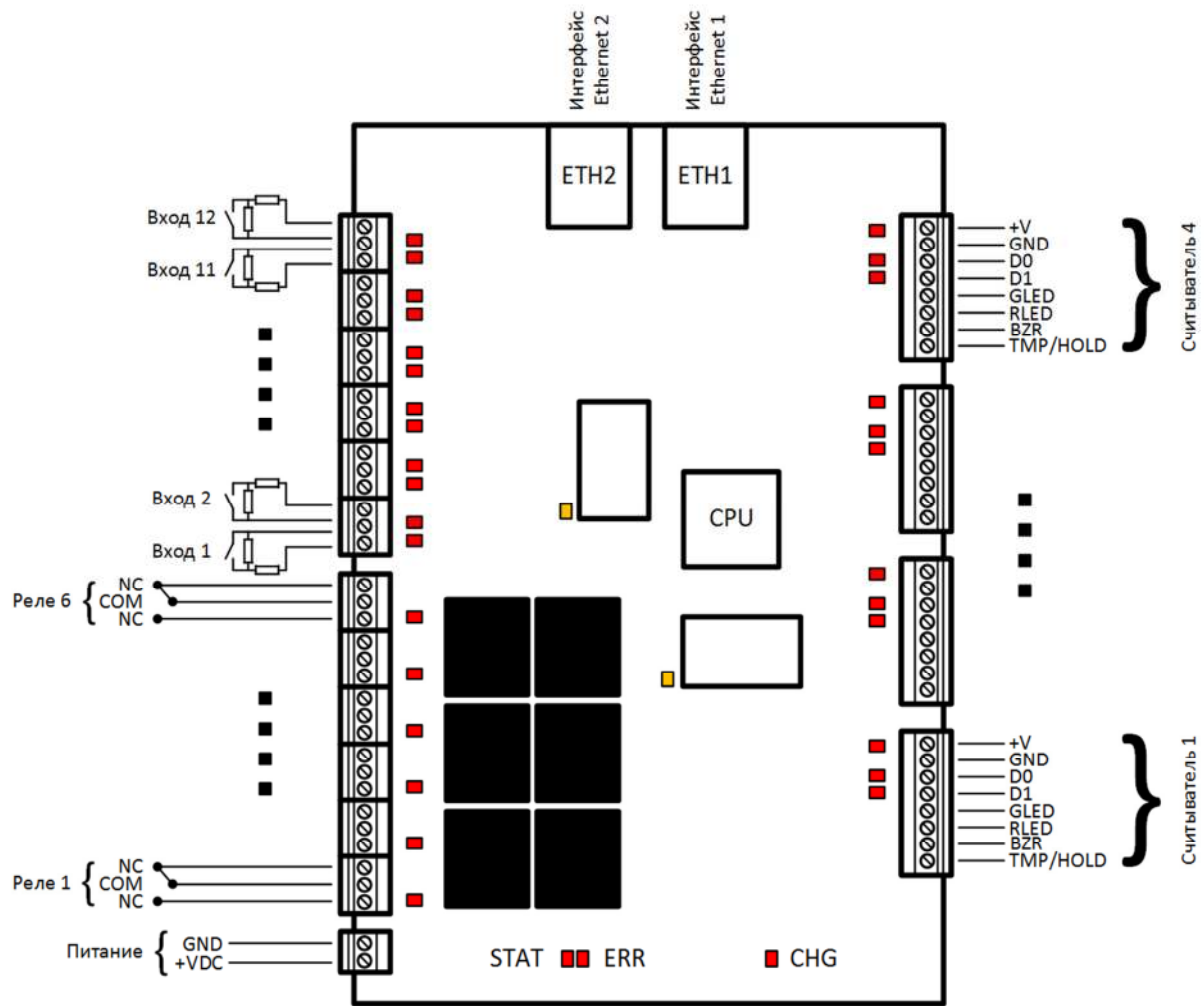 Интерфейс
Ethernet 2
Интерфейс
Ethernet 1
ETH2
ETH1
Вход 12
Вход 11
Вход 2
Вход 1
Реле 6
NC
COM
NC
Реле 1
NC
COM
NC
Питание
GND
+VDC
CPU
STAT
ERR
CHG
+V
GND
D0
D1
GLED
RLED
BZR
TMP/HOLD
Считыватель 4
+V
GND
D0
D1
GLED
RLED
BZR
TMP/HOLD
Считыватель 1